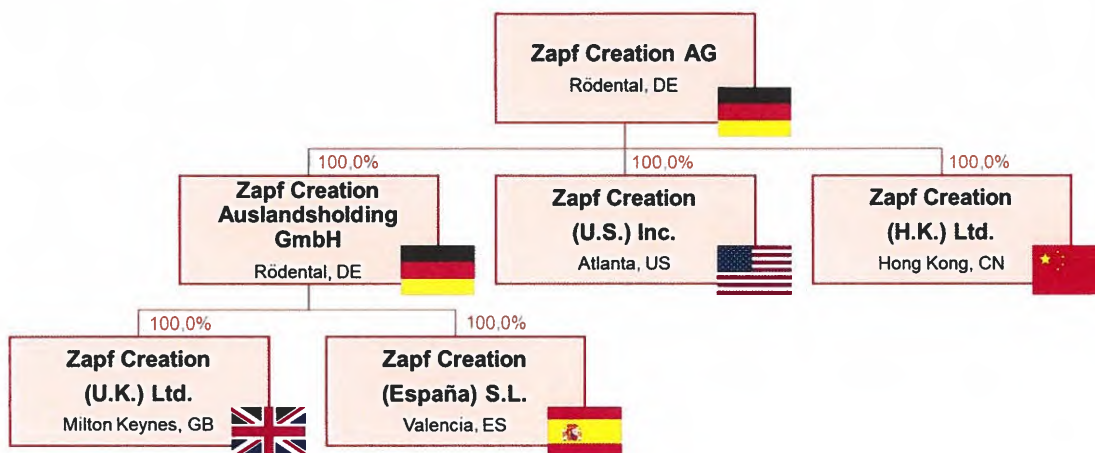 Zapf Creation AG
Rödental, DE
100,0%
100,0%
100,0%
Zapf Creation
Auslandsholding
GmbH
Rödental, DE
Zapf Creation
(U.S.) Inc.
Atlanta, US
Zapf Creation
(H.K.) Ltd.
Hong Kong, CN
100,0%
100,0%
Zapf Creation
(U.K.) Ltd.
Milton Keynes, GB
Zapf Creation
(España) S.L.
Valencia, ES